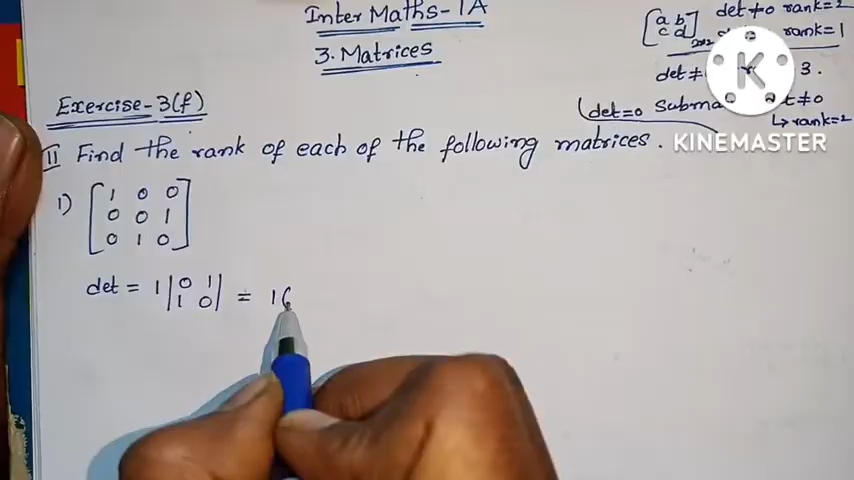 Inter Maths-IA
3. Matrices
Exercise-3(f)
II Find the rank of each of the following matrices.
1) [1 0 0
0 0 1
0 1 0]
det = 1 |0 1
1 0| = 1(
[a b
c d] det≠0 rank=2
rank=1
det≠ 3.
det=0 Subma t≠0
↳ rank=2
K
KINEMASTER